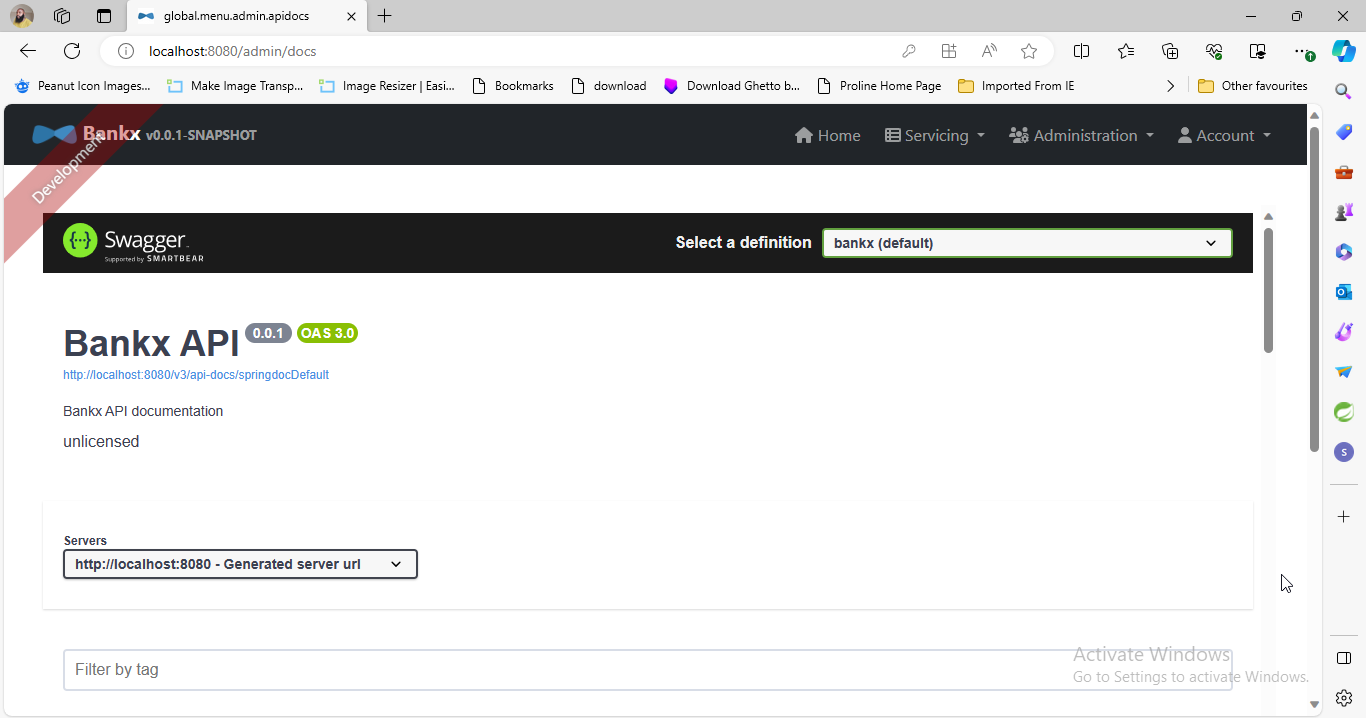 global.menu.admin.apidocs
localhost:8080/admin/docs
Peanut Icon Images... Make Image Transp... Image Resizer | Easi... Bookmarks download Download Ghetto b... Proline Home Page Imported From IE Other favourites
Bankx v0.0.1-SNAPSHOT Home Servicing Administration Account
Development
Swagger Select a definition bankx (default)
Supported by SMARTBEAR
Bankx API 0.0.1 OAS 3.0
http://localhost:8080/v3/api-docs/springdocDefault
Bankx API documentation
unlicensed
Servers
http://localhost:8080 - Generated server url
Filter by tag
Activate Windows
Go to Settings to activate Windows.
S